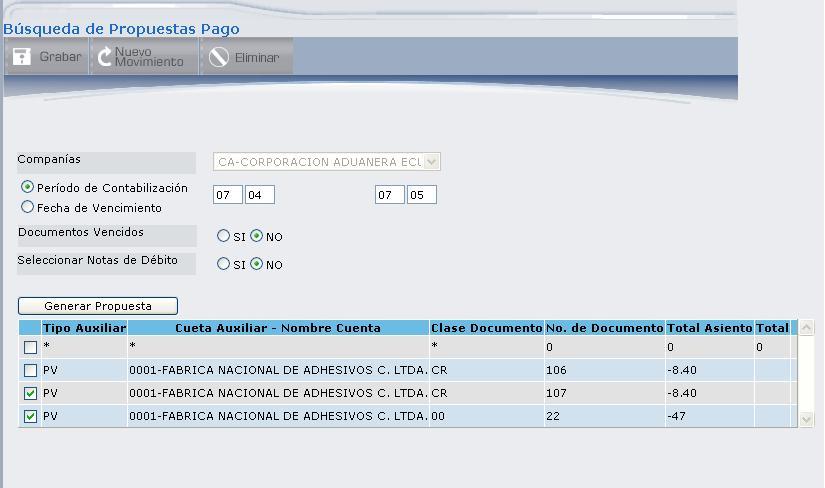 Búsqueda de Propuestas Pago
Grabar
Nuevo
Movimiento
Eliminar
Companías
CA-CORPORACION ADUANERA ECU
Período de Contabilización
07 04 07 05
Fecha de Vencimiento
Documentos Vencidos
SI NO
Seleccionar Notas de Débito
SI NO
Generar Propuesta
Tipo Auxiliar Cueta Auxiliar - Nombre Cuenta Clase Documento No. de Documento Total Asiento Total
* * * 0 0 0
PV 0001-FABRICA NACIONAL DE ADHESIVOS C. LTDA. CR 106 -8.40
PV 0001-FABRICA NACIONAL DE ADHESIVOS C. LTDA. CR 107 -8.40
PV 0001-FABRICA NACIONAL DE ADHESIVOS C. LTDA. 00 22 -47